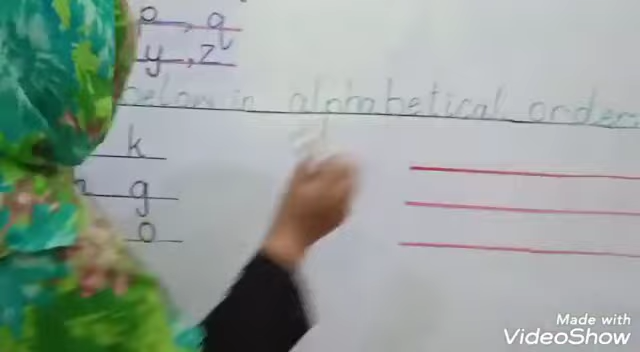 p, q
y, z
below in alphabetical order
k
g
o
Made with
VideoShow